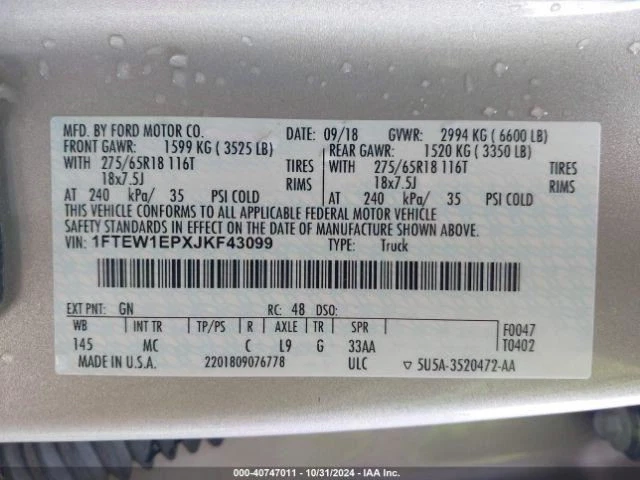 MFD. BY FORD MOTOR CO. DATE: 09/18 GVWR: 2994 KG ( 6600 LB)
FRONT GAWR: 1599 KG ( 3525 LB) REAR GAWR: 1520 KG ( 3350 LB)
WITH 275/65R18 116T TIRES WITH 275/65R18 116T TIRES
18x7.5J RIMS 18x7.5J RIMS
AT 240 kPa/ 35 PSI COLD AT 240 kPa/ 35 PSI COLD
THIS VEHICLE CONFORMS TO ALL APPLICABLE FEDERAL MOTOR VEHICLE
SAFETY STANDARDS IN EFFECT ON THE DATE OF MANUFACTURE SHOWN ABOVE.
VIN: 1FTEW1EPXJKF43099 TYPE: Truck
EXT PNT: GN RC: 48 DSO:
WB INT TR TP/PS R AXLE TR SPR F0047
145 MC C L9 G 33AA T0402
MADE IN U.S.A. 2201809076778 ULC ▽ 5U5A-3520472-AA
000-40747011 - 10/31/2024 - IAA Inc.